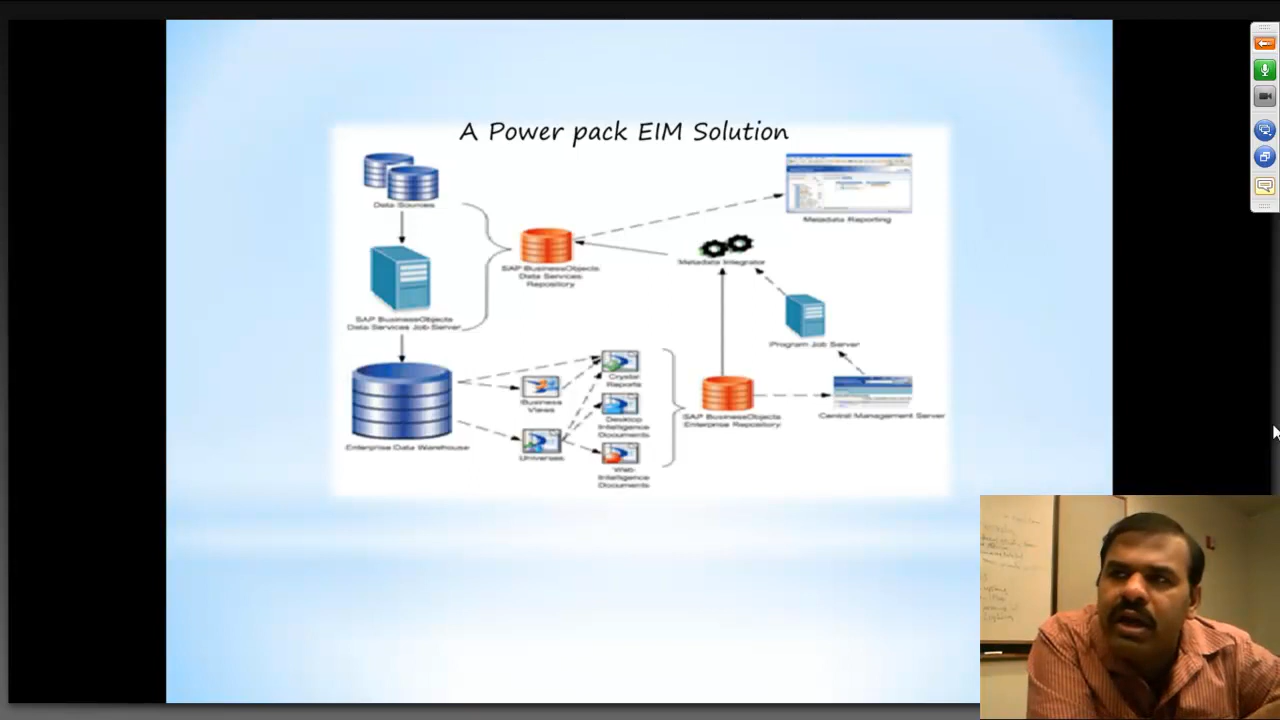 A Power pack EIM Solution
Data Sources
Metadata Reporting
SAP BusinessObjects
Data Services
Repository
Metadata Integrator
SAP BusinessObjects
Data Services Job Server
Program Job Server
Crystal
Reports
Business
Views
Desktop
Intelligence
Documents
SAP BusinessObjects
Enterprise Repository
Central Management Server
Enterprise Data Warehouse
Universes
Web
Intelligence
Documents